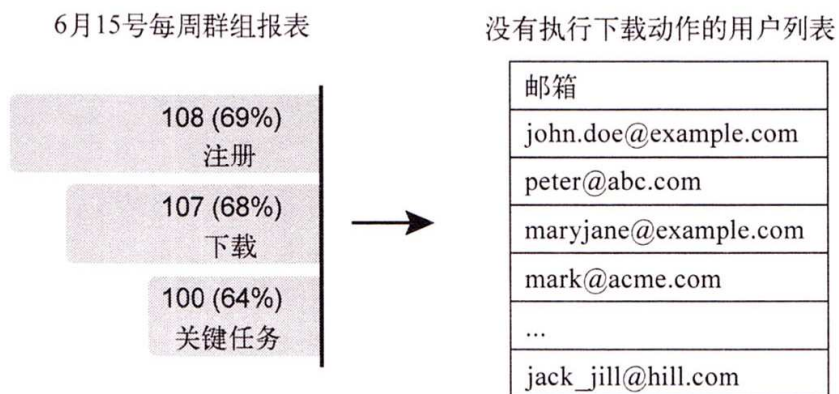 6月15号每周群组报表
108 (69%)
注册
107 (68%)
下载
100 (64%)
关键任务
没有执行下载动作的用户列表
邮箱
john.doe@example.com
peter@abc.com
maryjane@example.com
mark@acme.com
...
jack_jill@hill.com